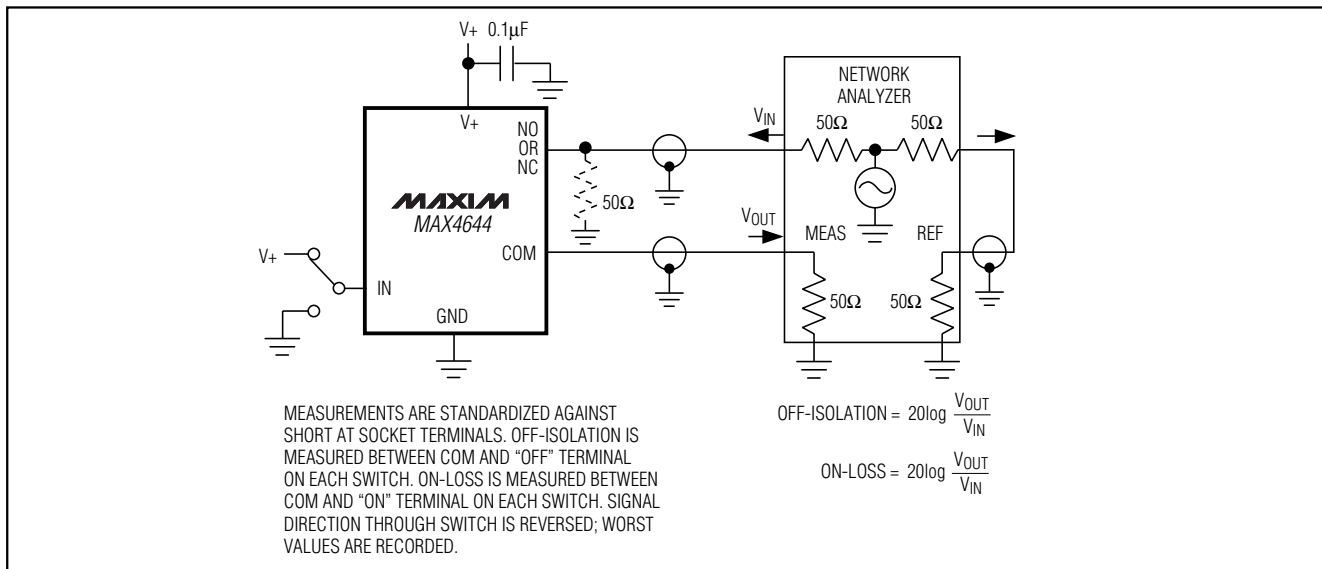 V+ 0.1µF
V+
NO
OR
NC
MAXIM
MAX4644
COM
V+
IN
GND
50Ω
VIN
VOUT
NETWORK
ANALYZER
50Ω 50Ω
MEAS REF
50Ω 50Ω
MEASUREMENTS ARE STANDARDIZED AGAINST
SHORT AT SOCKET TERMINALS. OFF-ISOLATION IS
MEASURED BETWEEN COM AND “OFF” TERMINAL
ON EACH SWITCH. ON-LOSS IS MEASURED BETWEEN
COM AND “ON” TERMINAL ON EACH SWITCH. SIGNAL
DIRECTION THROUGH SWITCH IS REVERSED; WORST
VALUES ARE RECORDED.
OFF-ISOLATION = 20log VOUT
VIN
ON-LOSS = 20log VOUT
VIN